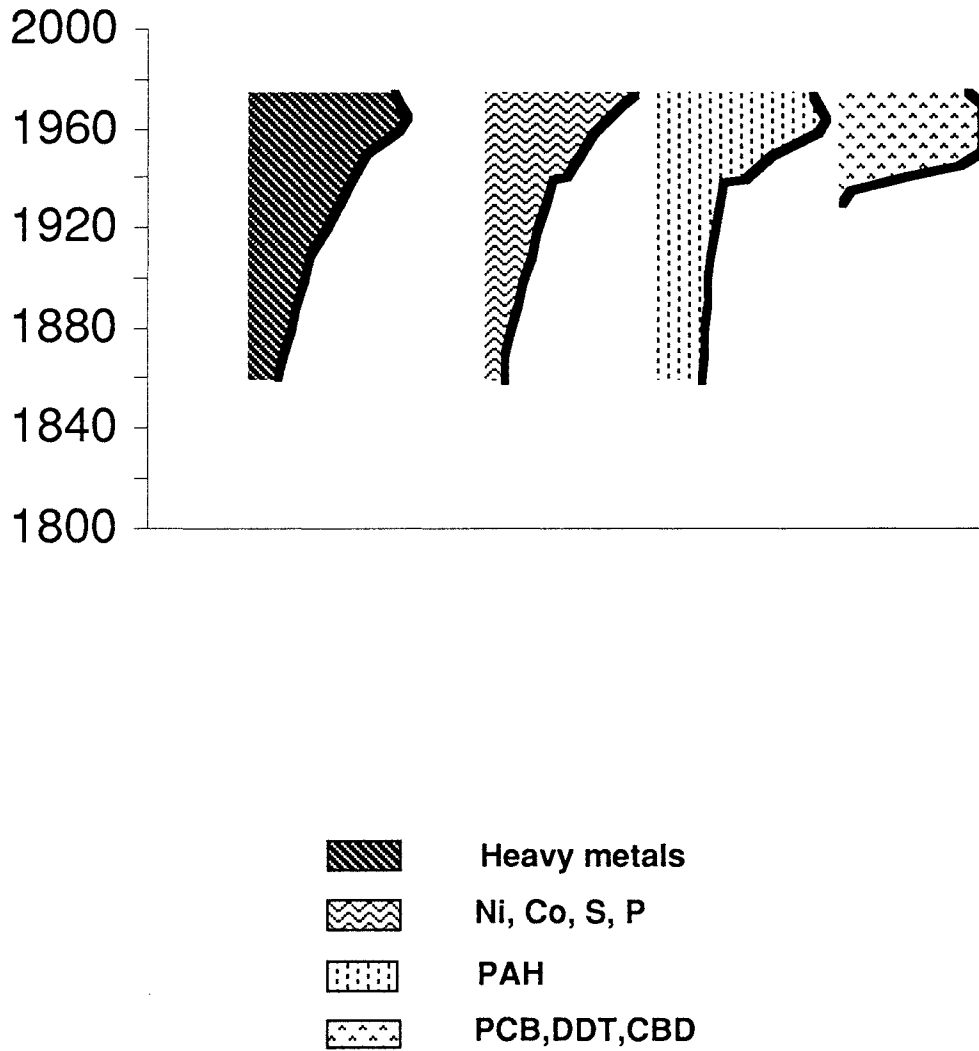 2000
1960
1920
1880
1840
1800
Heavy metals
Ni, Co, S, P
PAH
PCB,DDT,CBD